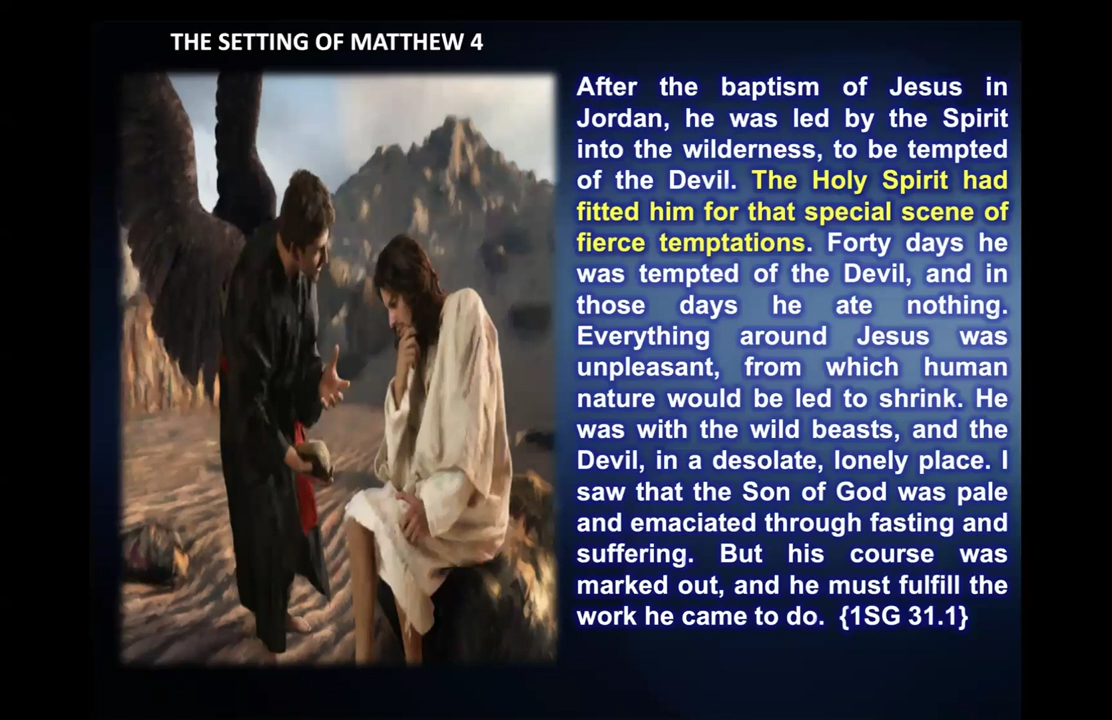 THE SETTING OF MATTHEW 4
After the baptism of Jesus in
Jordan, he was led by the Spirit
into the wilderness, to be tempted
of the Devil. The Holy Spirit had
fitted him for that special scene of
fierce temptations. Forty days he
was tempted of the Devil, and in
those days he ate nothing.
Everything around Jesus was
unpleasant, from which human
nature would be led to shrink. He
was with the wild beasts, and the
Devil, in a desolate, lonely place. I
saw that the Son of God was pale
and emaciated through fasting and
suffering. But his course was
marked out, and he must fulfill the
work he came to do. {1SG 31.1}